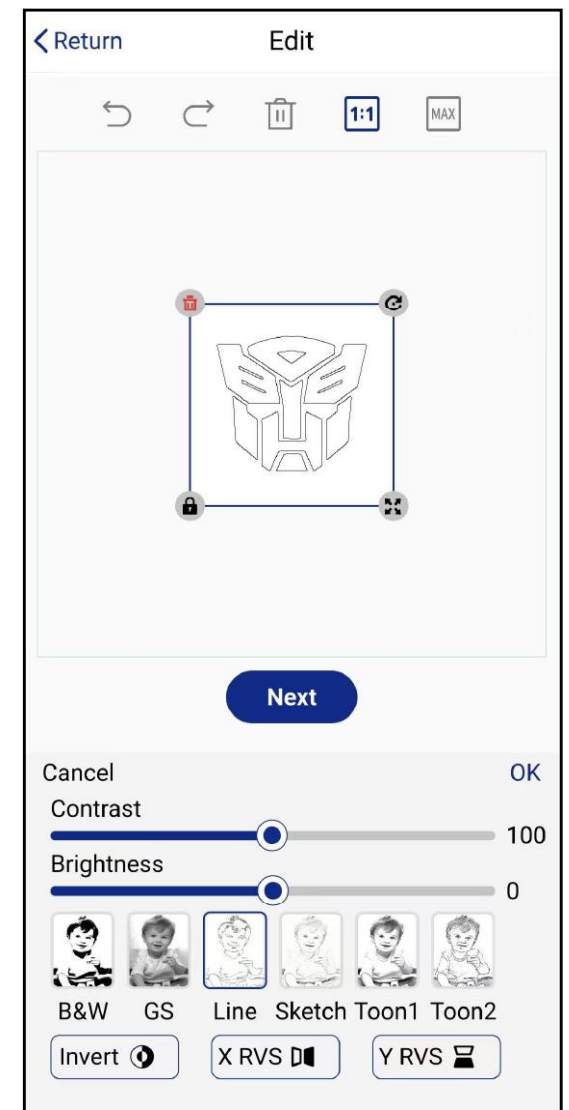 Return Edit
1:1 MAX
Next
Cancel OK
Contrast
100
Brightness
0
B&W GS Line Sketch Toon1 Toon2
Invert X RVS Y RVS